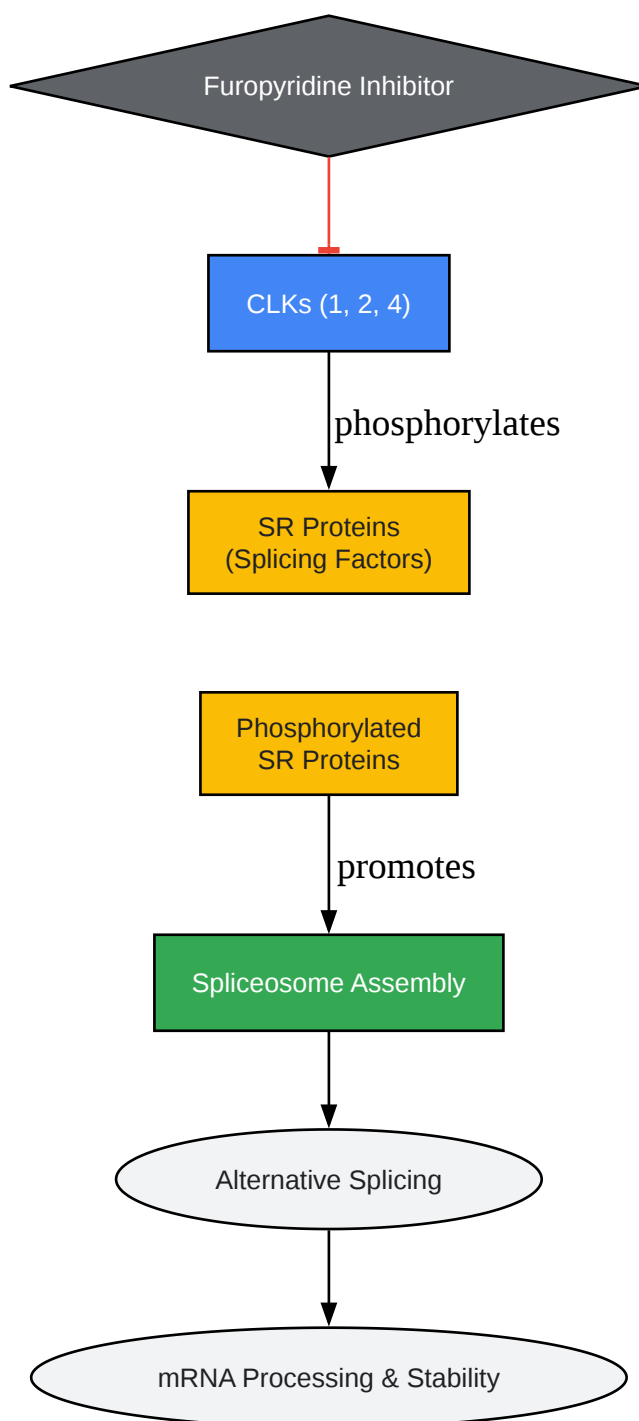 Furopyridine Inhibitor
CLKs (1, 2, 4)
phosphorylates
SR Proteins
(Splicing Factors)
Phosphorylated
SR Proteins
promotes
Spliceosome Assembly
Alternative Splicing
mRNA Processing & Stability